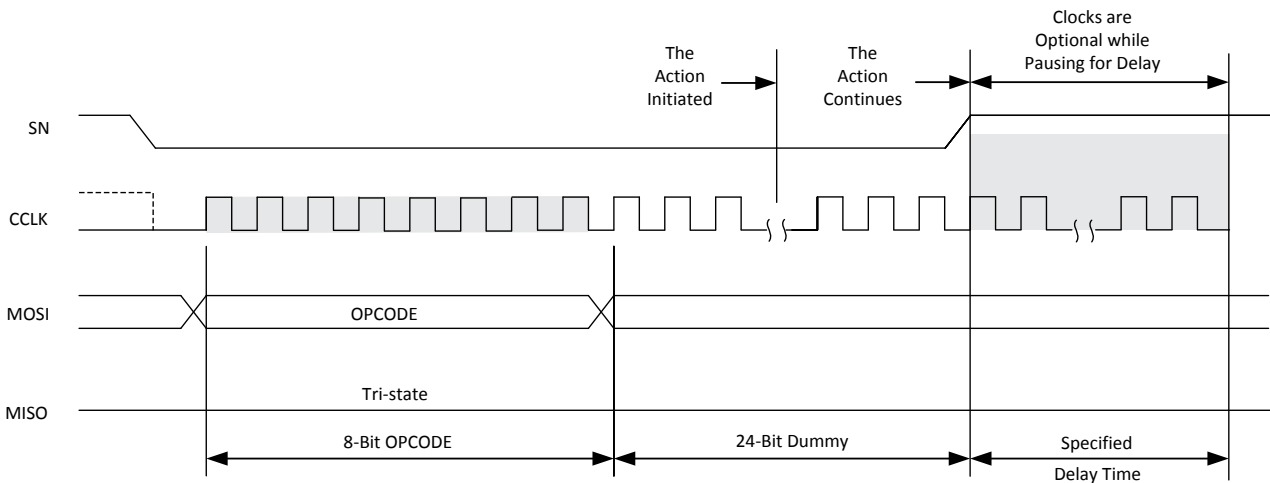 The
Action
Initiated
The
Action
Continues
Clocks are
Optional while
Pausing for Delay
SN
CCLK
MOSI
OPCODE
MISO
Tri-state
8-Bit OPCODE
24-Bit Dummy
Specified
Delay Time